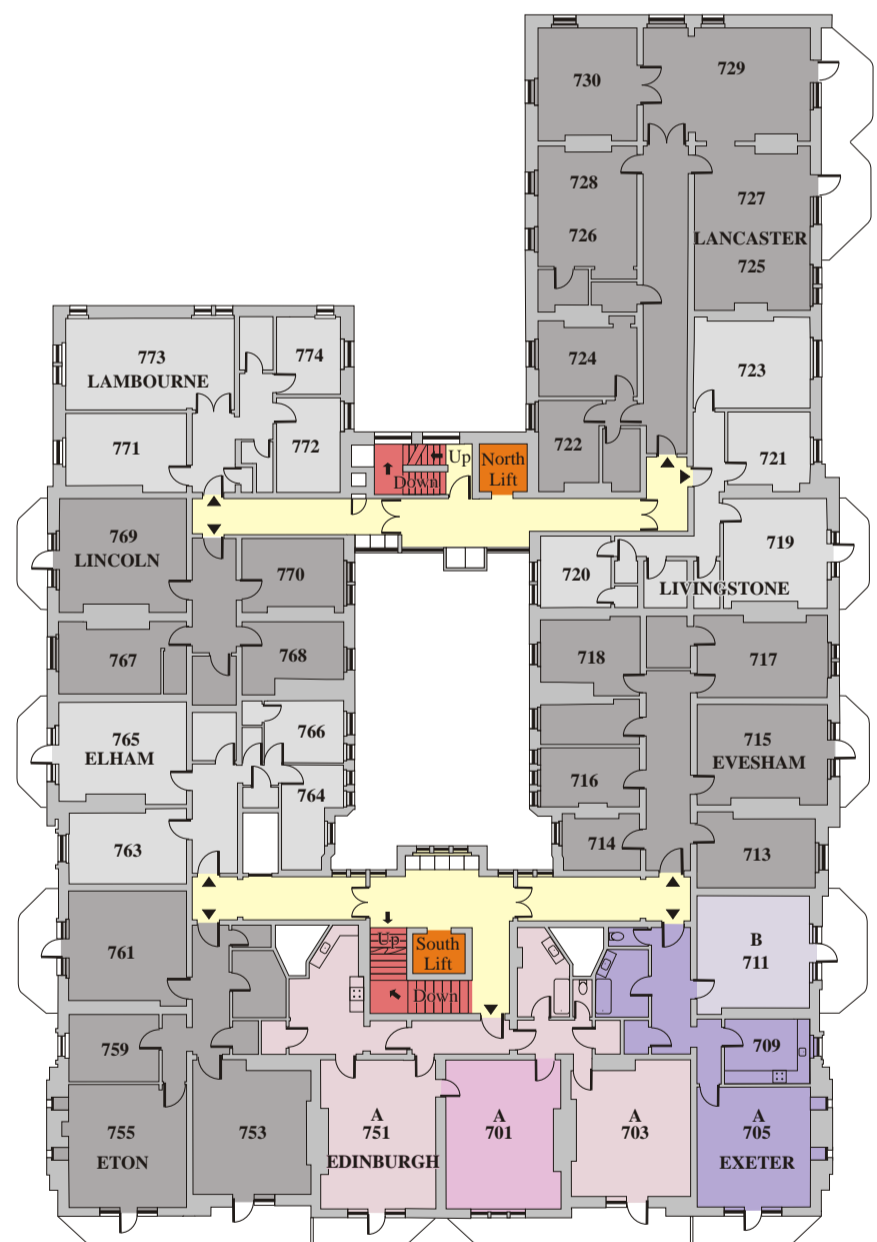 730
729
728
726
727
LANCASTER
725
773
LAMBOURNE
774
724
723
771
772
722
721
Up
Down
North
Lift
769
LINCOLN
770
720
719
LIVINGSTONE
767
768
718
717
765
ELHAM
766
764
716
715
EVESHAM
763
714
713
761
Up
Down
South
Lift
B
711
759
709
755
ETON
753
A
751
EDINBURGH
A
701
A
703
A
705
EXETER